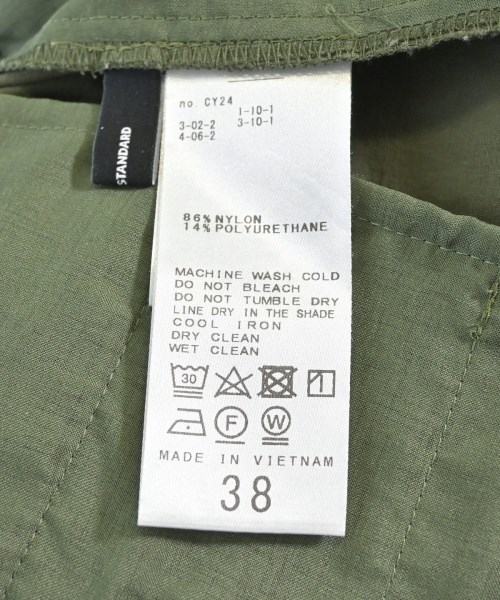 no. CY24
1-10-1
3-02-2 3-10-1
4-06-2
STANDARD
86% NYLON
14% POLYURETHANE
MACHINE WASH COLD
DO NOT BLEACH
DO NOT TUMBLE DRY
LINE DRY IN THE SHADE
COOL IRON
DRY CLEAN
WET CLEAN
30
F W
MADE IN VIETNAM
38